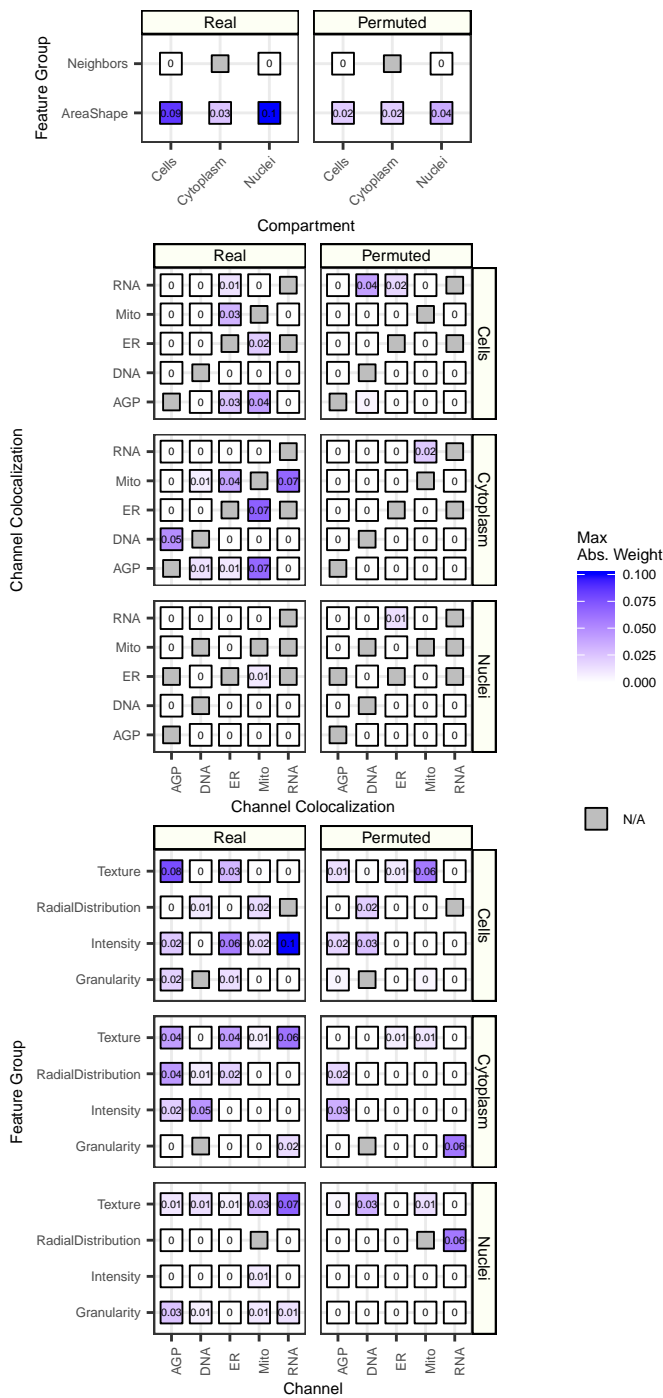 Real Permuted
Feature Group
Neighbors 0 0 0 0
AreaShape 0.09 0.03 0.1 0.02 0.02 0.04
Cells Cytoplasm Nuclei Cells Cytoplasm Nuclei
Compartment
Real Permuted
Channel Colocalization
RNA 0 0 0.01 0 0 0.04 0.02 0
Mito 0 0 0.03 0 0 0 0 0
ER 0 0 0.02 0 0 0
DNA 0 0 0 0 0 0 0 0
AGP 0 0.03 0.04 0 0 0 0 0
Cells
RNA 0 0 0 0 0 0 0 0.02
Mito 0 0.01 0.04 0.07 0 0 0 0
ER 0 0 0.07 0 0 0
DNA 0.05 0 0 0 0 0 0 0
AGP 0.01 0.01 0.07 0 0 0 0 0
Cytoplasm
RNA 0 0 0 0 0 0 0.01 0
Mito 0 0 0 0
ER 0 0.01 0 0
DNA 0 0 0 0 0 0 0 0
AGP 0 0 0 0 0 0 0 0
Nuclei
AGP DNA ER Mito RNA AGP DNA ER Mito RNA
Channel Colocalization
Max
Abs. Weight
0.100
0.075
0.050
0.025
0.000
N/A
Real Permuted
Feature Group
Texture 0.08 0 0.03 0 0 0.01 0 0.01 0.06 0
RadialDistribution 0 0.01 0 0.02 0 0.02 0 0
Intensity 0.02 0 0.06 0.02 0.1 0.02 0.03 0 0 0
Granularity 0.02 0.01 0 0 0 0 0 0
Cells
Texture 0.04 0 0.04 0.01 0.06 0 0 0.01 0.01 0
RadialDistribution 0.04 0.01 0.02 0 0 0.02 0 0 0 0
Intensity 0.02 0.05 0 0 0 0.03 0 0 0 0
Granularity 0 0 0 0.02 0 0 0 0.06
Cytoplasm
Texture 0.01 0.01 0.01 0.03 0.07 0 0.03 0 0.01 0
RadialDistribution 0 0 0 0 0 0 0 0.06
Intensity 0 0 0 0.01 0 0 0 0 0 0
Granularity 0.03 0.01 0 0.01 0.01 0 0 0 0 0
Nuclei
AGP DNA ER Mito RNA AGP DNA ER Mito RNA
Channel